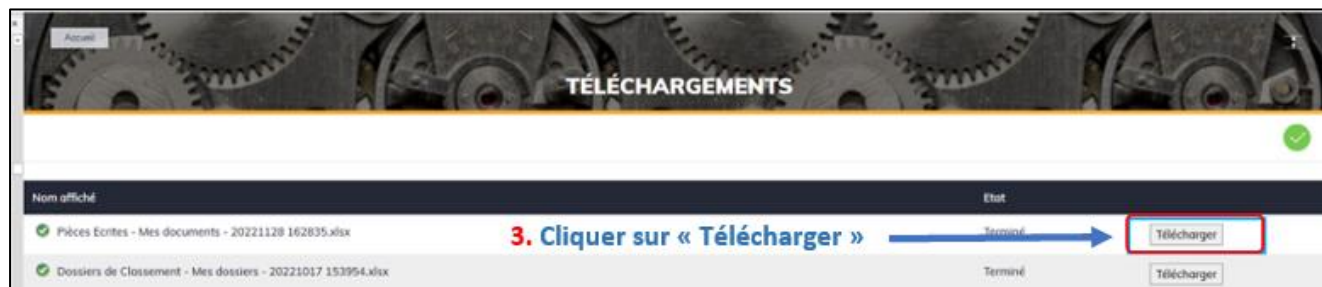 Accueil
TÉLÉCHARGEMENTS
Nom affiché Etat
Pièces Ecrites - Mes documents - 20221128 162835.xlsx 3. Cliquer sur « Télécharger » Terminé Télécharger
Dossiers de Classement - Mes dossiers - 20221017 153954.xlsx Terminé Télécharger